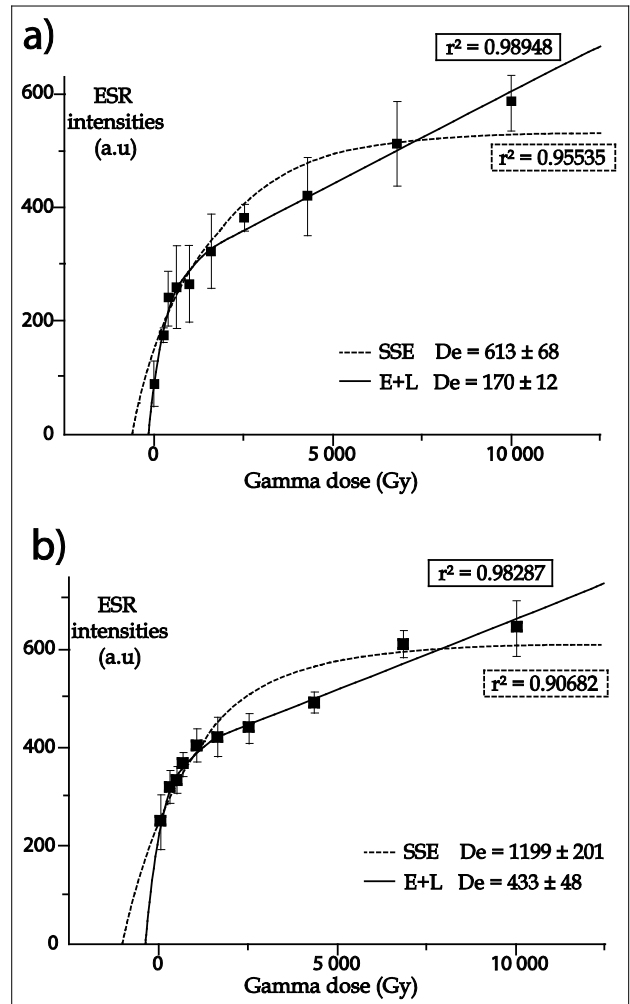 a)
r² = 0.98948
ESR
intensities
(a.u)
600
400
200
0
r² = 0.95535
SSE De = 613 ± 68
E+L De = 170 ± 12
0
5 000
10 000
Gamma dose (Gy)
b)
r² = 0.98287
ESR
intensities
(a.u)
600
400
200
0
r² = 0.90682
SSE De = 1199 ± 201
E+L De = 433 ± 48
0
5 000
10 000
Gamma dose (Gy)